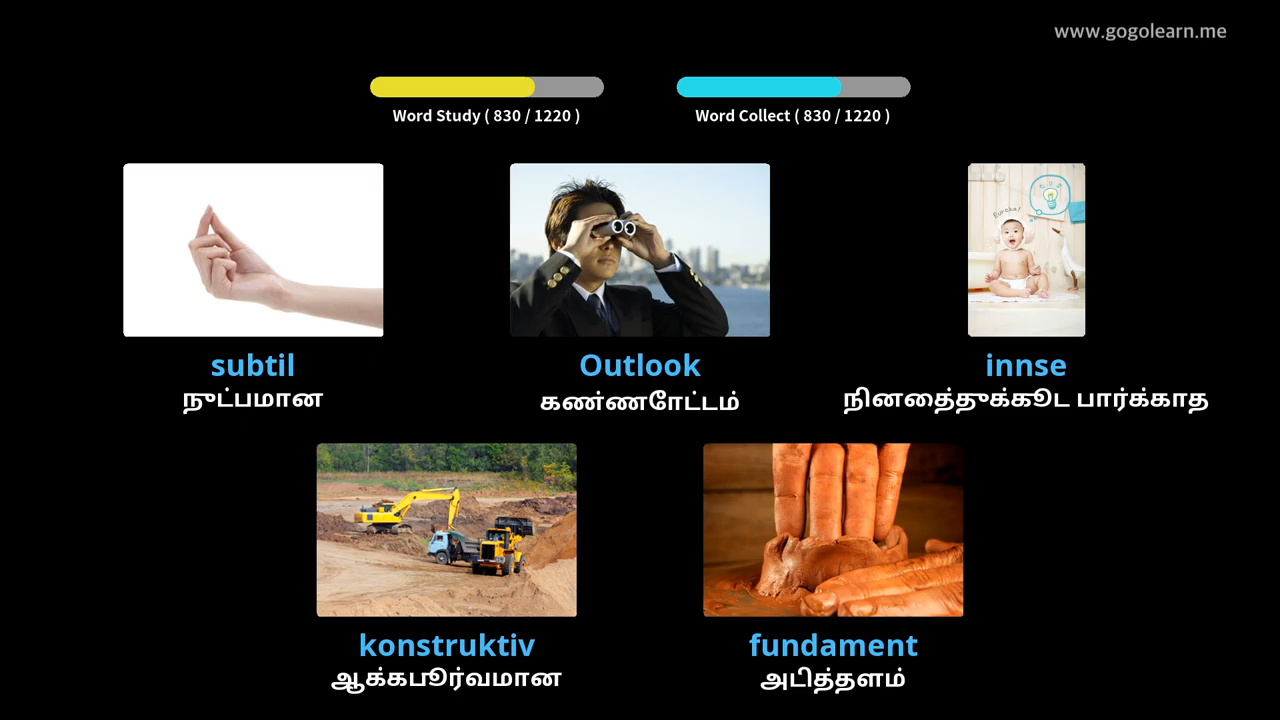 www.gogolearn.me
Word Study ( 830 / 1220 )
Word Collect ( 830 / 1220 )
Eureka!
subtil
Outlook
innse
நுட்பமான
கண்ணோட்டம்
நினைத்துக்கூட பார்க்காத
konstruktiv
fundament
ஆக்கபூர்வமான
அடித்தளம்